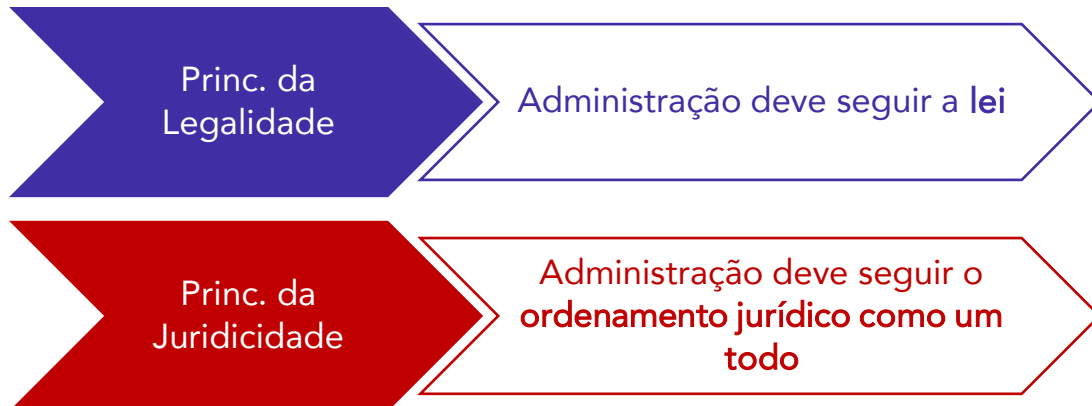 Princ. da
Legalidade
Administração deve seguir a lei
Princ. da
Juridicidade
Administração deve seguir o
ordenamento jurídico como um
todo